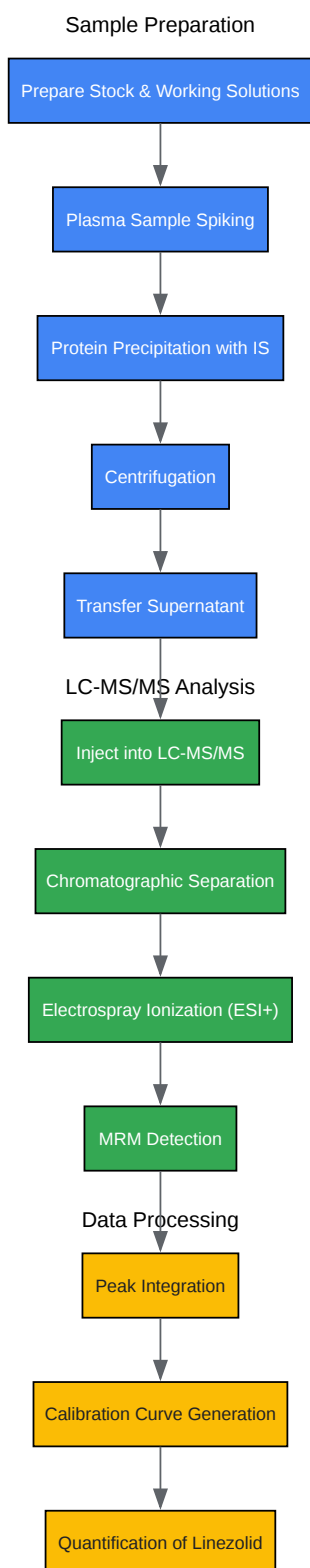 Sample Preparation
Prepare Stock & Working Solutions
Plasma Sample Spiking
Protein Precipitation with IS
Centrifugation
Transfer Supernatant
LC-MS/MS Analysis
Inject into LC-MS/MS
Chromatographic Separation
Electrospray Ionization (ESI+)
MRM Detection
Data Processing
Peak Integration
Calibration Curve Generation
Quantification of Linezolid